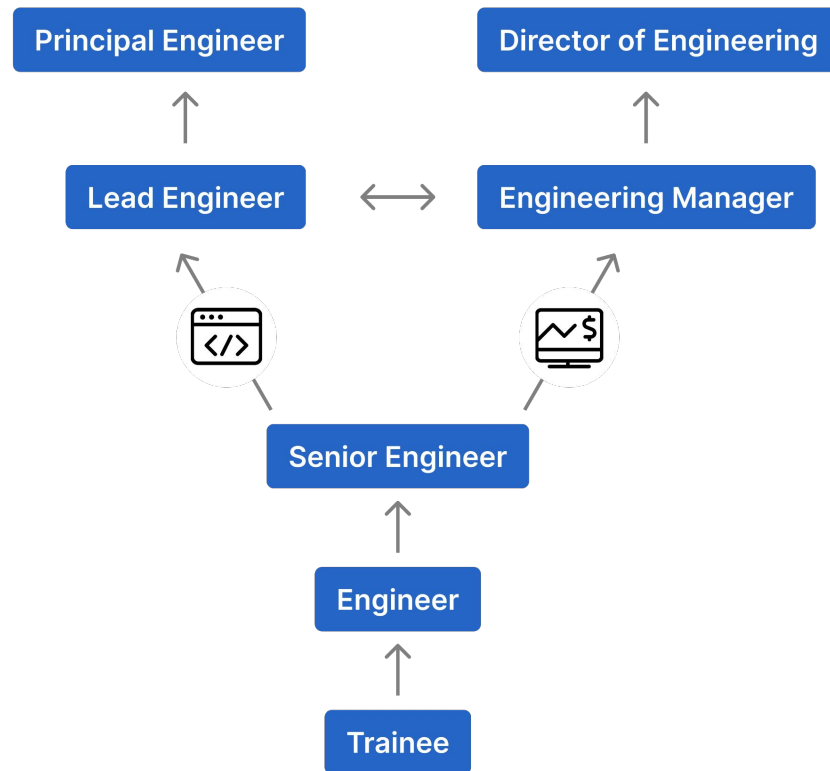 Principal Engineer
Director of Engineering
Lead Engineer
Engineering Manager
</>
$
Senior Engineer
Engineer
Trainee